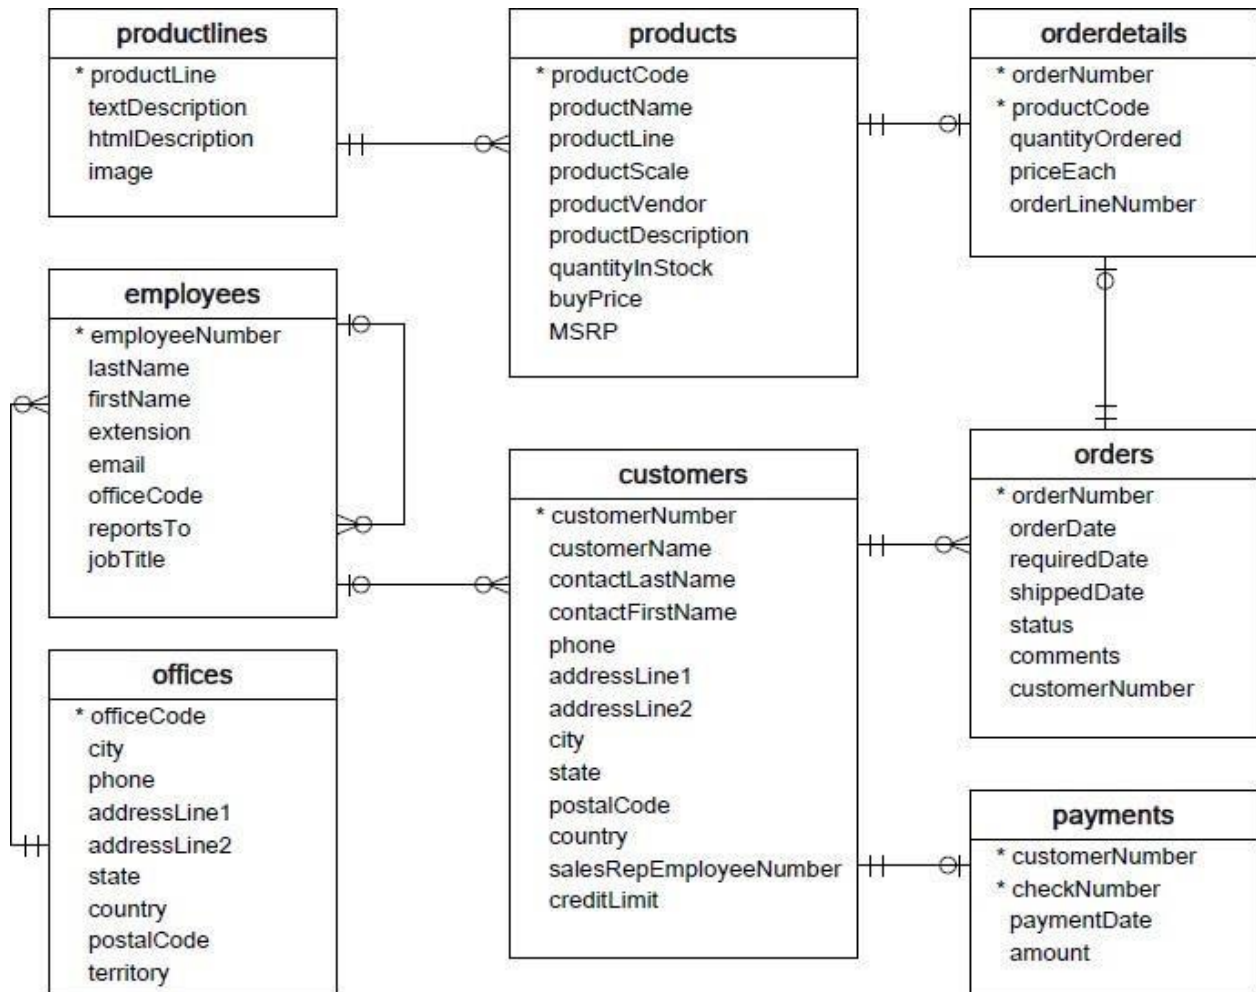 productlines
* productLine
textDescription
htmlDescription
image
products
* productCode
productName
productLine
productScale
productVendor
productDescription
quantityInStock
buyPrice
MSRP
orderdetails
* orderNumber
* productCode
quantityOrdered
priceEach
orderLineNumber
employees
* employeeNumber
lastName
firstName
extension
email
officeCode
reportsTo
jobTitle
customers
* customerNumber
customerName
contactLastName
contactFirstName
phone
addressLine1
addressLine2
city
state
postalCode
country
salesRepEmployeeNumber
creditLimit
orders
* orderNumber
orderDate
requiredDate
shippedDate
status
comments
customerNumber
offices
* officeCode
city
phone
addressLine1
addressLine2
state
country
postalCode
territory
payments
* customerNumber
* checkNumber
paymentDate
amount